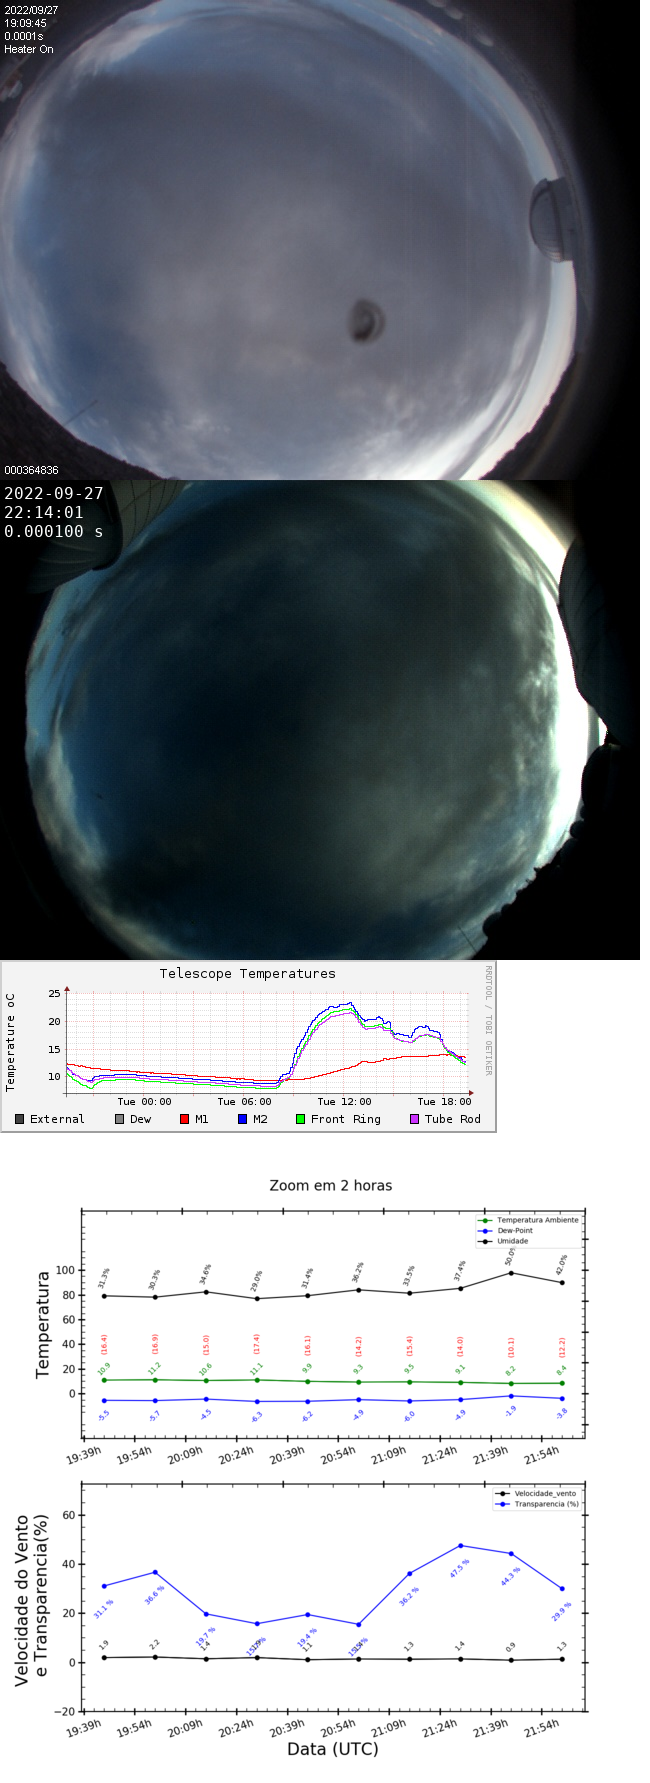 2022/09/27
19:09:45
0.0001s
Heater On
000364836
2022-09-27
22:14:01
0.000100 s
Telescope Temperatures
RRDTOOL / TOBI OETIKER
Temperature oC
25
20
15
10
Tue 00:00 Tue 06:00 Tue 12:00 Tue 18:00
External Dew M1 M2 Front Ring Tube Rod
Zoom em 2 horas
Temperatura Ambiente
Dew-Point
Umidade
Temperatura
100
80
60
40
20
0
31.3% 30.3% 34.6% 29.0% 31.4% 36.2% 33.5% 37.4% 50.0% 42.0%
(16.4) (16.9) (15.0) (17.4) (16.1) (14.2) (15.4) (14.0) (10.1) (12.2)
10.9 11.2 10.6 11.1 9.9 9.3 9.5 9.1 8.2 8.4
-5.5 -5.7 -4.5 -6.3 -6.2 -4.9 -6.0 -4.9 -1.9 -3.8
19:39h 19:54h 20:09h 20:24h 20:39h 20:54h 21:09h 21:24h 21:39h 21:54h
Velocidade_vento
Transparencia (%)
Velocidade do Vento
e Transparencia(%)
60
40
20
0
−20
31.1 % 36.6 % 19.7 % 19.4 % 36.2 % 47.5 % 44.3 % 29.9 %
1.9 2.2 1.4 1.1 1.3 1.4 0.9 1.3
19:39h 19:54h 20:09h 20:24h 20:39h 20:54h 21:09h 21:24h 21:39h 21:54h
Data (UTC)